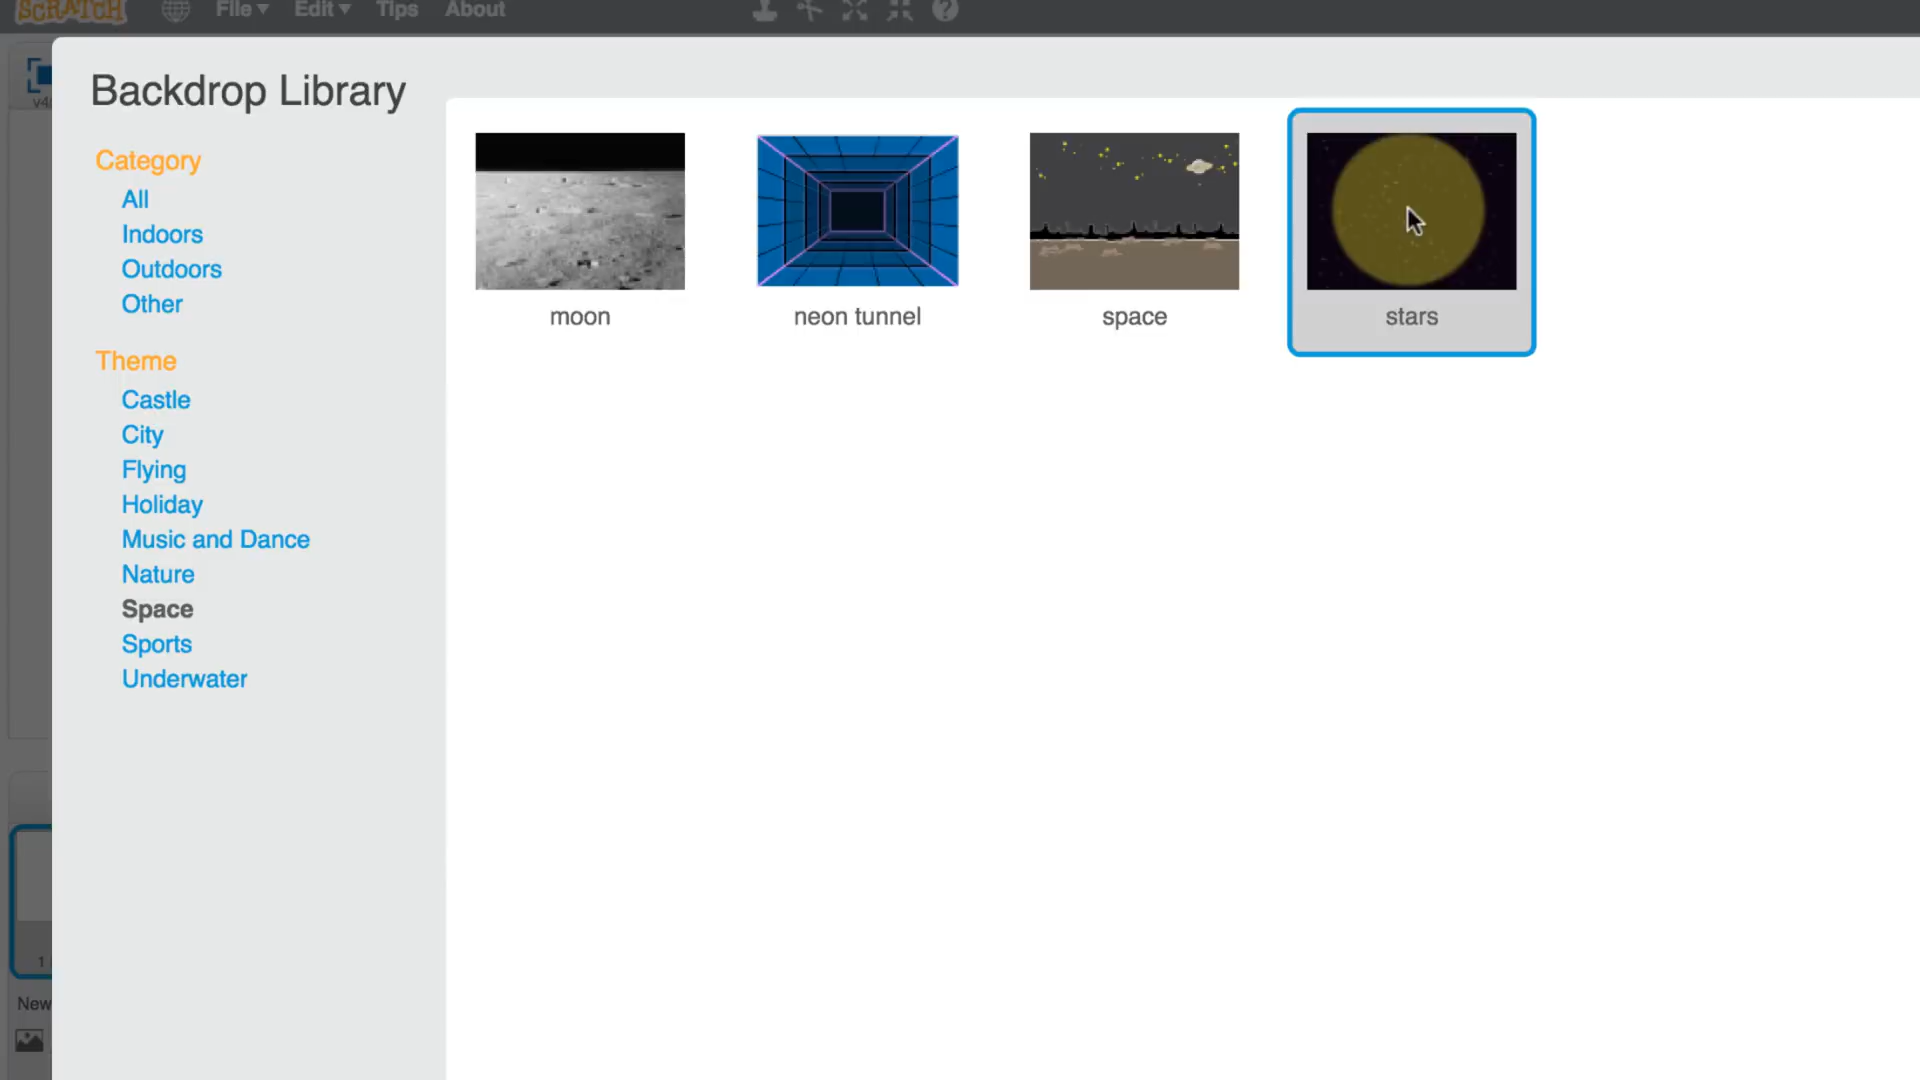 SCRATCH
File Edit Tips About
Backdrop Library
Category
All
Indoors
Outdoors
Other
Theme
Castle
City
Flying
Holiday
Music and Dance
Nature
Space
Sports
Underwater
moon
neon tunnel
space
stars
1
New